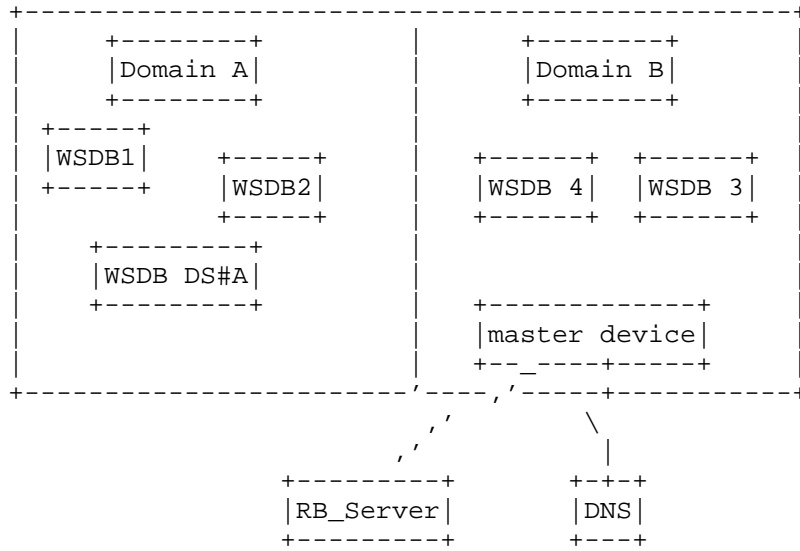 Domain A Domain B
WSDB1
WSDB2 WSDB 4 WSDB 3
WSDB DS#A
master device
RB_Server DNS